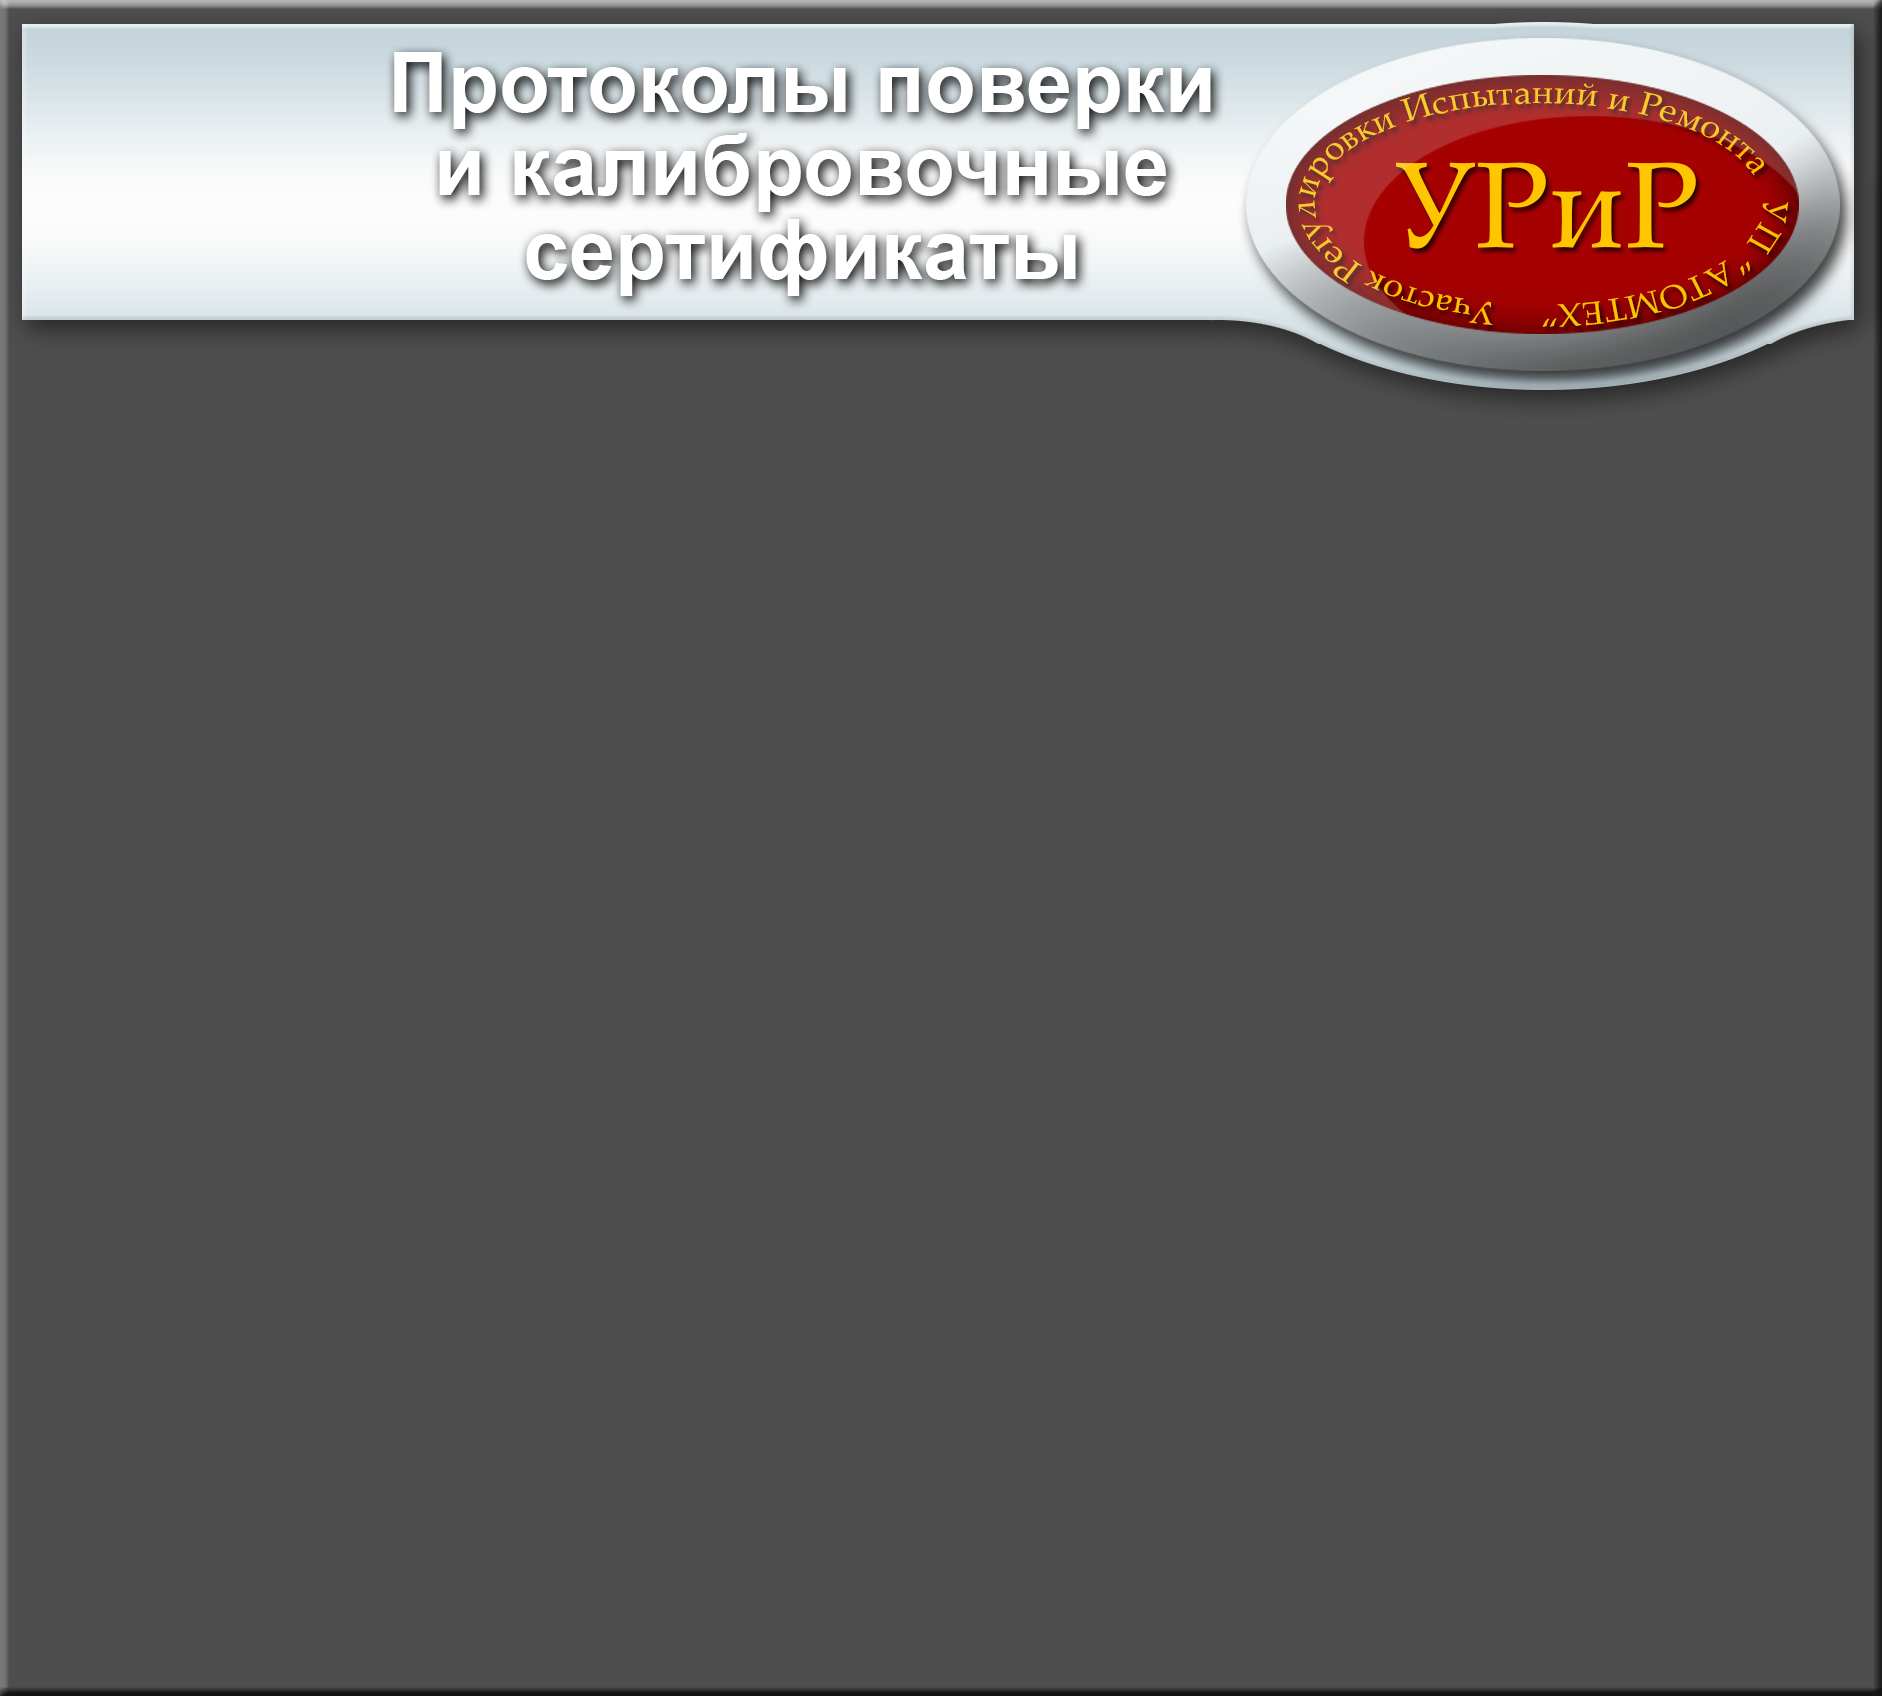 Протоколы поверки
и калибровочные
сертификаты
Участок Регулировки Испытаний и Ремонта
УРиР
УП "АТОМТЕХ"